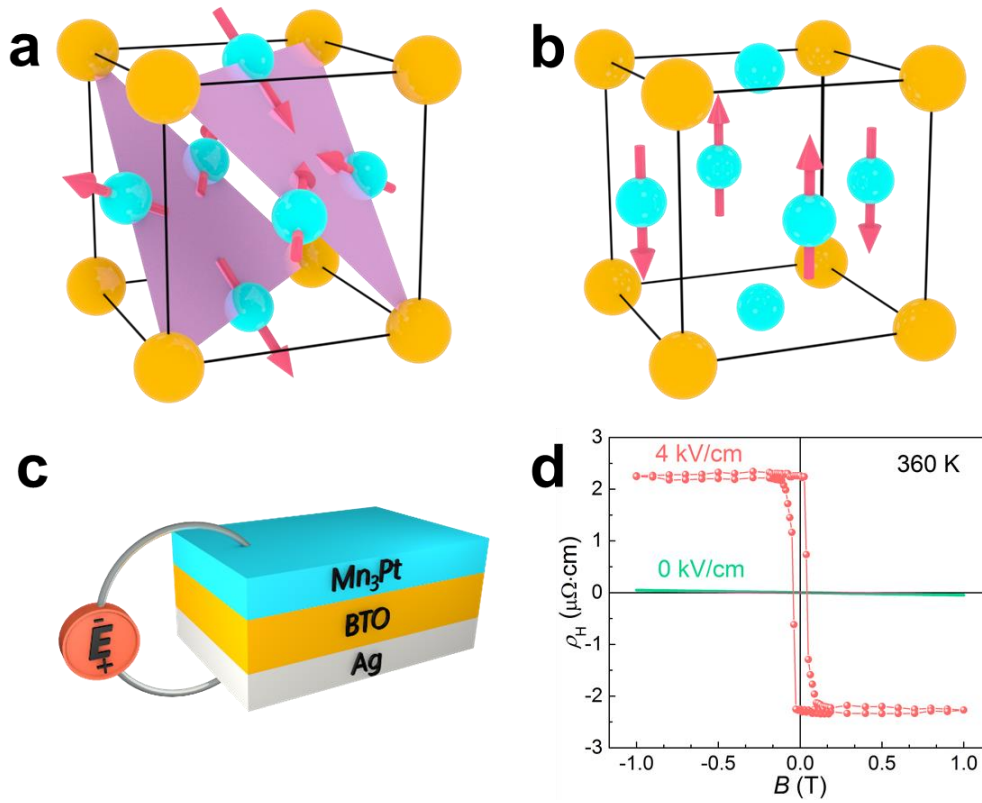 a
b
c
- E +
Mn₃Pt
BTO
Ag
d
4 kV/cm
360 K
0 kV/cm
ρH (μΩ·cm)
3
2
1
0
-1
-2
-3
-1.0 -0.5 0.0 0.5 1.0
B (T)